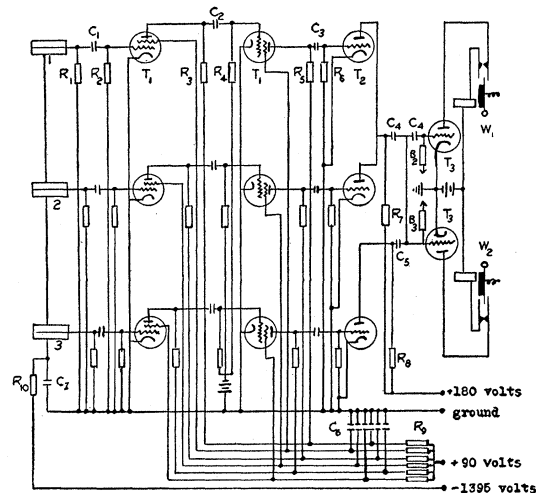 C1
C2
C3
1
R1
R2
T1
R3
R4
T1
R5
R6
T2
C4
C4
B2
T3
W1
2
R7
B3
T3
C5
W2
3
R8
R10
CI
+180 volts
ground
C8
R9
+90 volts
-1395 volts